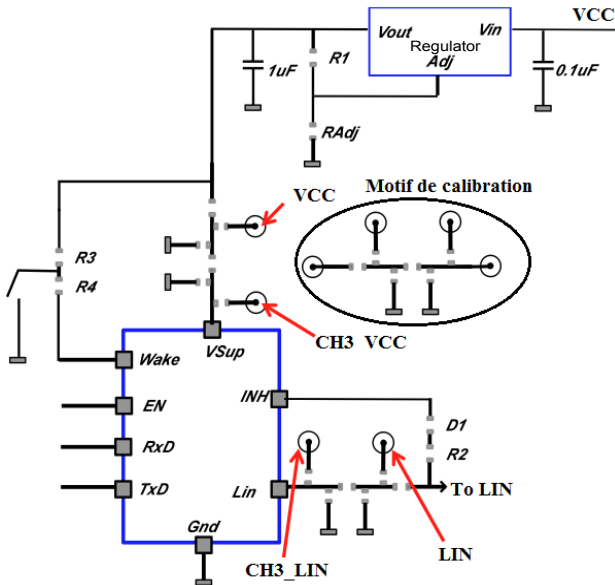 VCC
Vout
Vin
Regulator
Adj
1uF
R1
0.1uF
RAdj
VCC
Motif de calibration
R3
R4
CH3 VCC
VSup
Wake
INH
EN
D1
RxD
R2
TxD
Lin
To LIN
Gnd
LIN
CH3_LIN